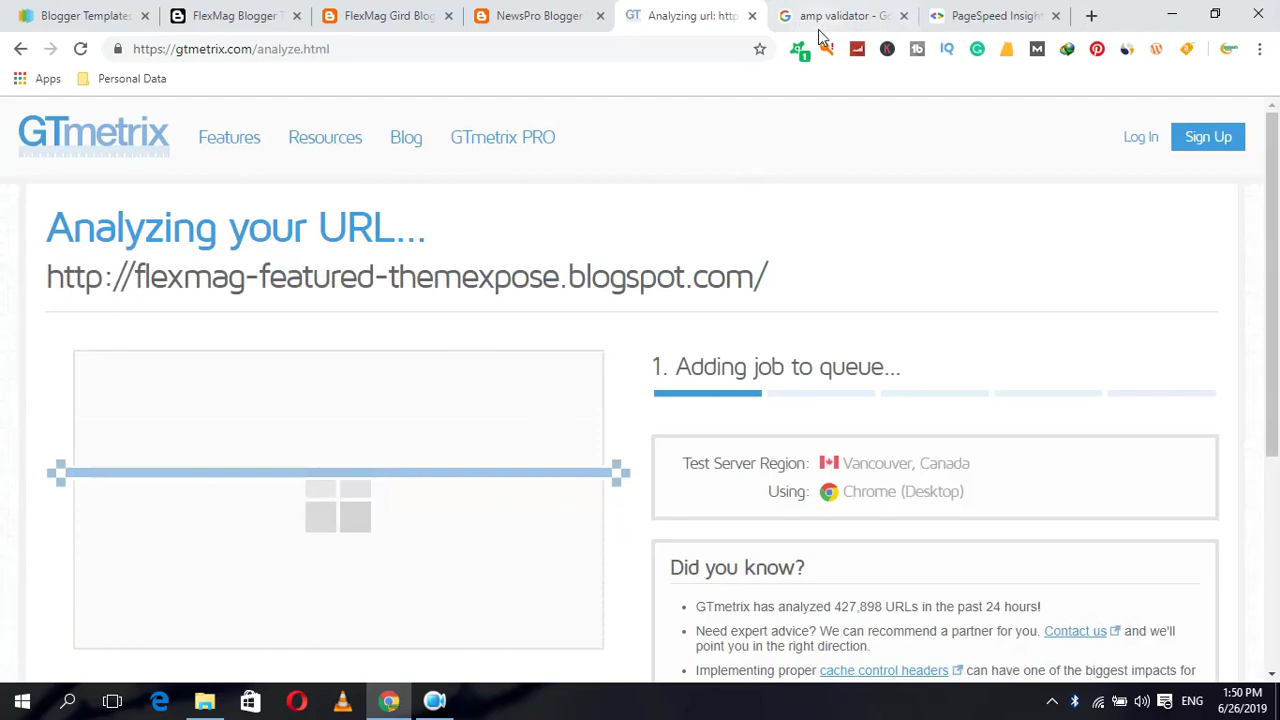 Blogger Templates
FlexMag Blogger T
FlexMag Gird Blog
NewsPro Blogger
Analyzing url: http
amp validator - Go
PageSpeed Insight
https://gtmetrix.com/analyze.html
Apps
Personal Data
GTmetrix
Features
Resources
Blog
GTmetrix PRO
Log In
Sign Up
Analyzing your URL...
http://flexmag-featured-themexpose.blogspot.com/
1. Adding job to queue...
Test Server Region: Vancouver, Canada
Using: Chrome (Desktop)
Did you know?
GTmetrix has analyzed 427,898 URLs in the past 24 hours!
Need expert advice? We can recommend a partner for you. Contact us and we'll
point you in the right direction.
Implementing proper cache control headers can have one of the biggest impacts for
ENG
1:50 PM
6/26/2019